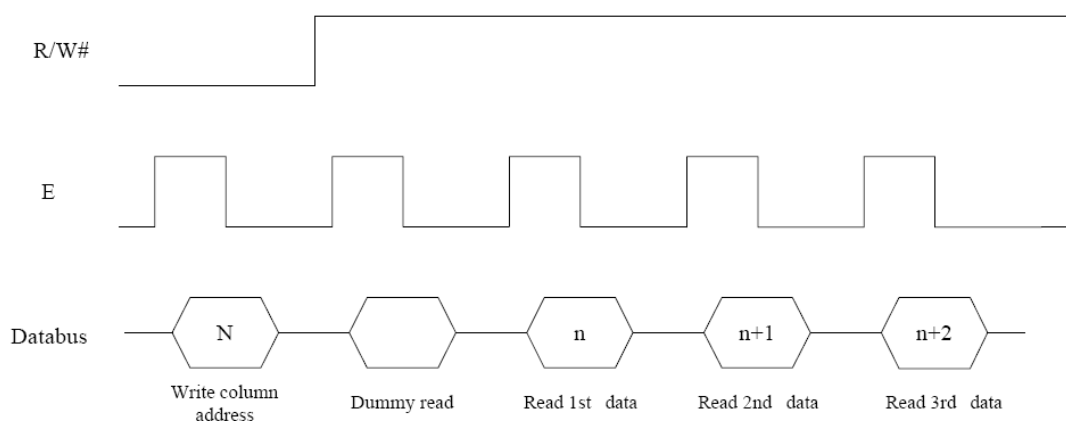 R/W#
E
Databus
N
n
n+1
n+2
Write column
address
Dummy read
Read 1st data
Read 2nd data
Read 3rd data